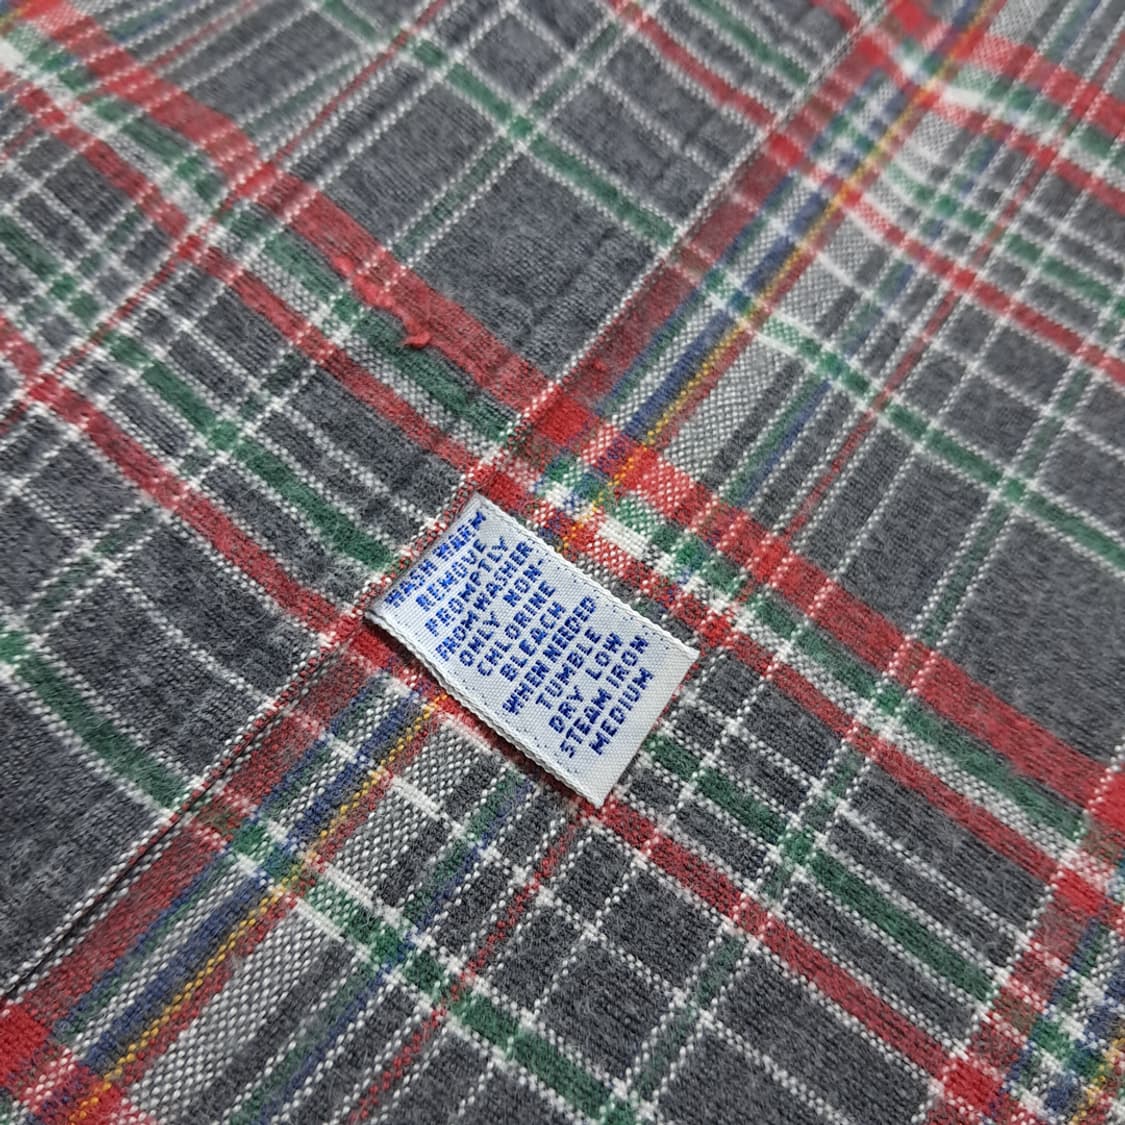 WASH WARM
REMOVE
PROMPTLY
FROM WASHER
ONLY NON-
CHLORINE
BLEACH
WHEN NEEDED
TUMBLE
DRY LOW
STEAM IRON
MEDIUM